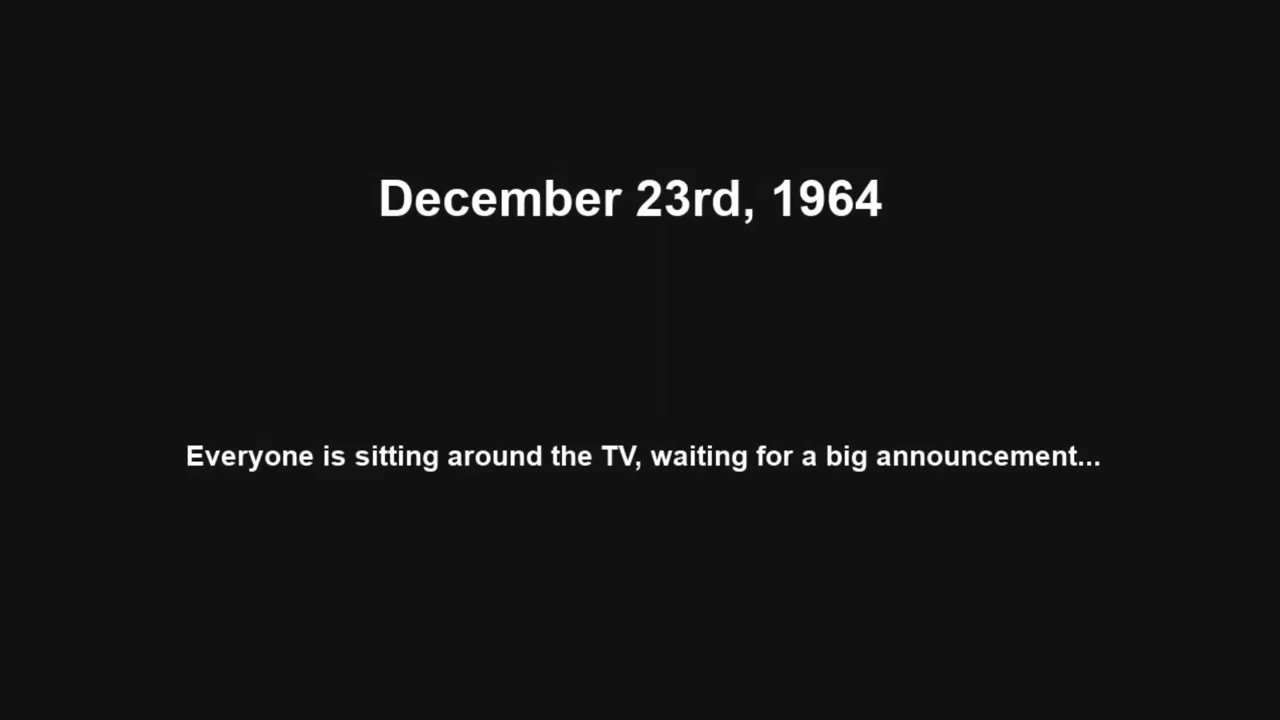 December 23rd, 1964
Everyone is sitting around the TV, waiting for a big announcement...